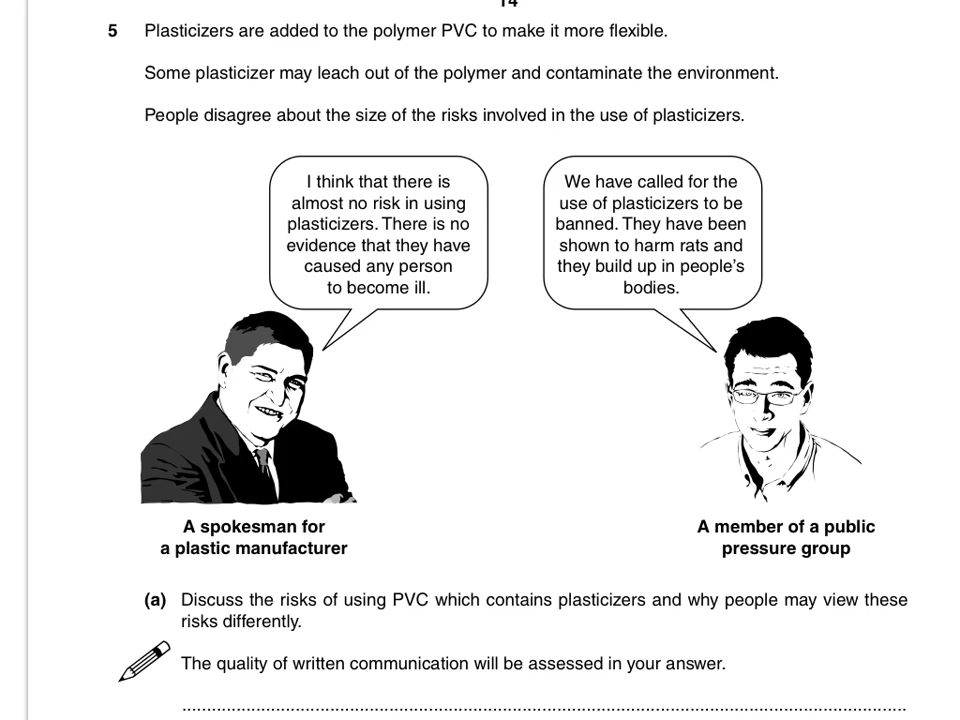 14
5 Plasticizers are added to the polymer PVC to make it more flexible.
Some plasticizer may leach out of the polymer and contaminate the environment.
People disagree about the size of the risks involved in the use of plasticizers.
I think that there is
almost no risk in using
plasticizers. There is no
evidence that they have
caused any person
to become ill.
We have called for the
use of plasticizers to be
banned. They have been
shown to harm rats and
they build up in people's
bodies.
A spokesman for
a plastic manufacturer
A member of a public
pressure group
(a) Discuss the risks of using PVC which contains plasticizers and why people may view these
risks differently.
The quality of written communication will be assessed in your answer.